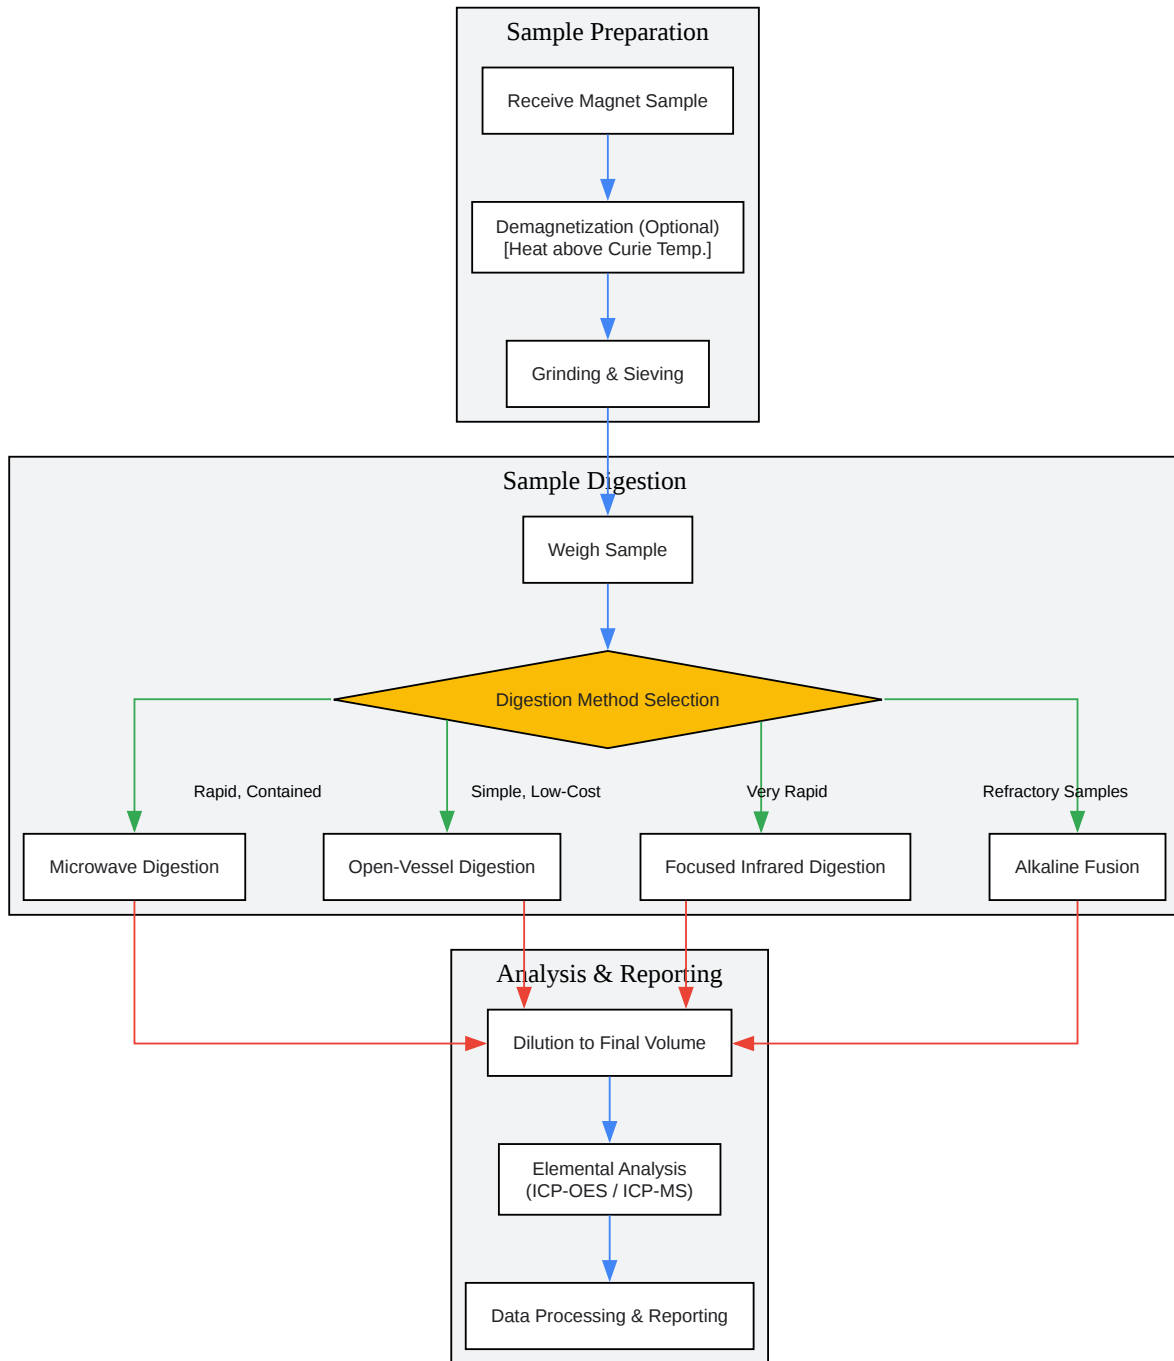 Sample Preparation
Receive Magnet Sample
Demagnetization (Optional)
[Heat above Curie Temp.]
Grinding & Sieving
Sample Digestion
Weigh Sample
Digestion Method Selection
Rapid, Contained
Simple, Low-Cost
Very Rapid
Refractory Samples
Microwave Digestion
Open-Vessel Digestion
Focused Infrared Digestion
Alkaline Fusion
Analysis & Reporting
Dilution to Final Volume
Elemental Analysis
(ICP-OES / ICP-MS)
Data Processing & Reporting